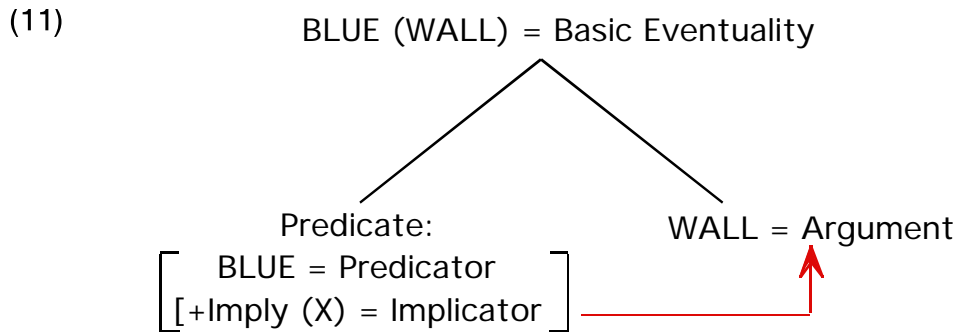 (11)
BLUE (WALL) = Basic Eventuality
Predicate:
WALL = Argument
BLUE = Predicator
[+Imply (X) = Implicator